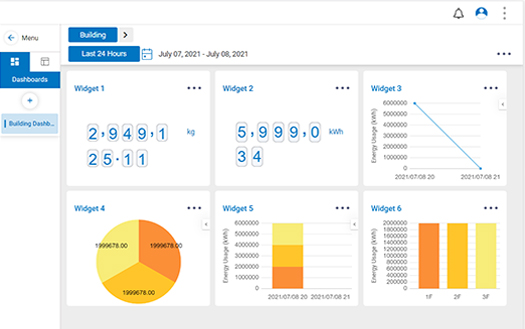 Menu
Building
Last 24 Hours
July 07, 2021 - July 08, 2021
Dashboards
Building Dashb...
Widget 1
2,949,1
25.11
kg
Widget 2
5,999,0
34
kWh
Widget 3
Energy Usage (kWh)
6000000
5000000
4000000
3000000
2000000
1000000
0
2021/07/08 20
2021/07/08 21
Widget 4
1999678.00
1999678.00
1999678.00
Widget 5
Energy Usage (kWh)
6000000
5000000
4000000
3000000
2000000
1000000
0
2021/07/08 20
2021/07/08 21
Widget 6
Energy Usage (kWh)
2000000
1800000
1600000
1400000
1200000
1000000
800000
600000
400000
200000
0
1F
2F
3F